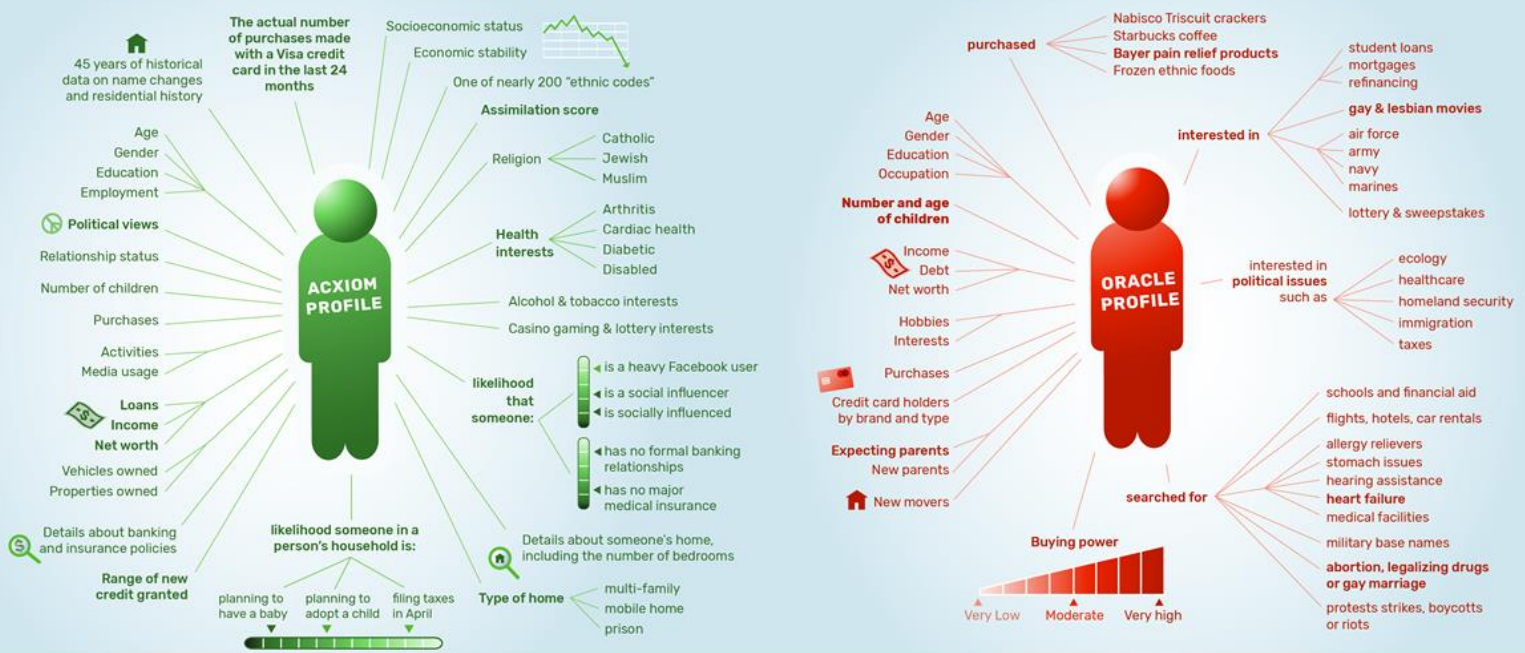 45 years of historical
data on name changes
and residential history
The actual number
of purchases made
with a Visa credit
card in the last 24
months
Socioeconomic status
Economic stability
One of nearly 200 "ethnic codes"
Assimilation score
Religion
Catholic
Jewish
Muslim
Health
interests
Arthritis
Cardiac health
Diabetic
Disabled
Alcohol & tobacco interests
Casino gaming & lottery interests
likelihood
that
someone:
is a heavy Facebook user
is a social influencer
is socially influenced
has no formal banking
relationships
has no major
medical insurance
Details about someone's home,
including the number of bedrooms
Type of home
multi-family
mobile home
prison
Age
Gender
Education
Employment
Political views
Relationship status
Number of children
Purchases
Activities
Media usage
$
Loans
Income
Net worth
Vehicles owned
Properties owned
$
Details about banking
and insurance policies
Range of new
credit granted
likelihood someone in a
person's household is:
planning to
have a baby
planning to
adopt a child
filing taxes
in April
ACXIOM
PROFILE
purchased
Nabisco Triscuit crackers
Starbucks coffee
Bayer pain relief products
Frozen ethnic foods
interested in
student loans
mortgages
refinancing
gay & lesbian movies
air force
army
navy
marines
lottery & sweepstakes
interested in
political issues
such as
ecology
healthcare
homeland security
immigration
taxes
searched for
schools and financial aid
flights, hotels, car rentals
allergy relievers
stomach issues
hearing assistance
heart failure
medical facilities
military base names
abortion, legalizing drugs
or gay marriage
protests strikes, boycotts
or riots
Age
Gender
Education
Occupation
Number and age
of children
$
Income
Debt
Net worth
Hobbies
Interests
Purchases
Credit card holders
by brand and type
Expecting parents
New parents
New movers
Buying power
Very Low
Moderate
Very high
ORACLE
PROFILE